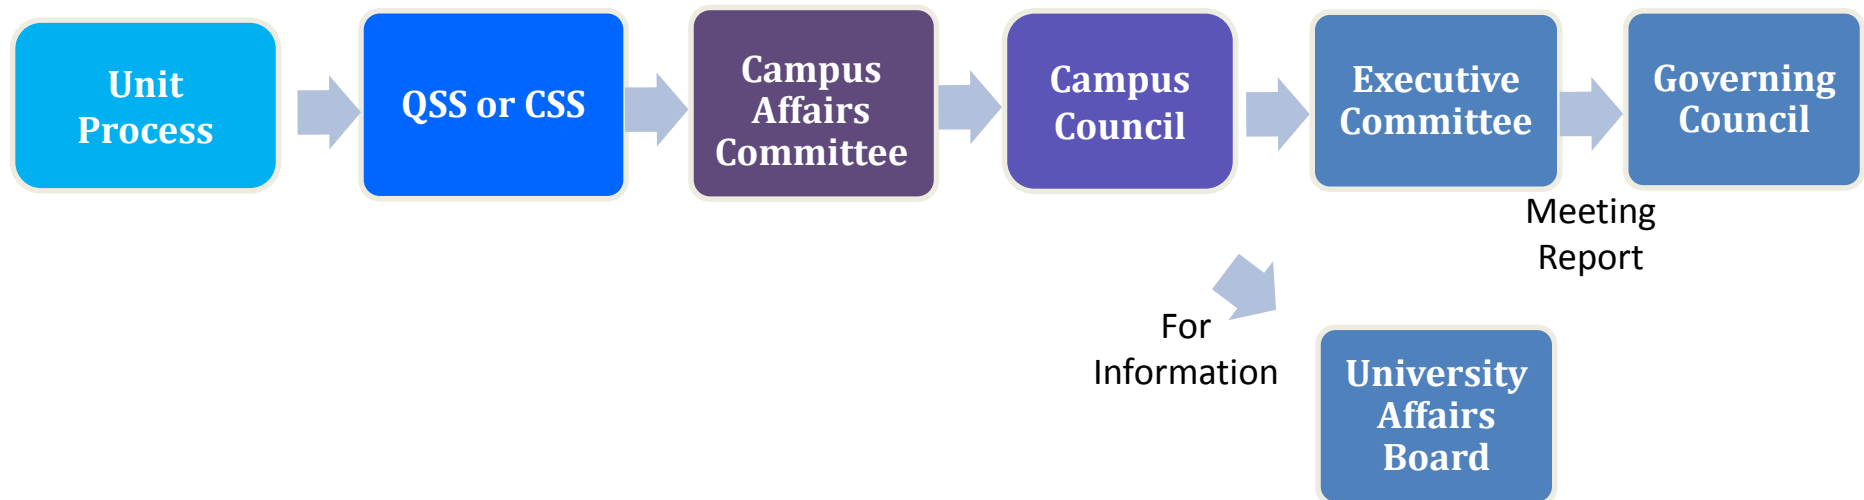 Unit
Process
QSS or CSS
Campus
Affairs
Committee
Campus
Council
Executive
Committee
Governing
Council
Meeting
Report
For
Information
University
Affairs
Board